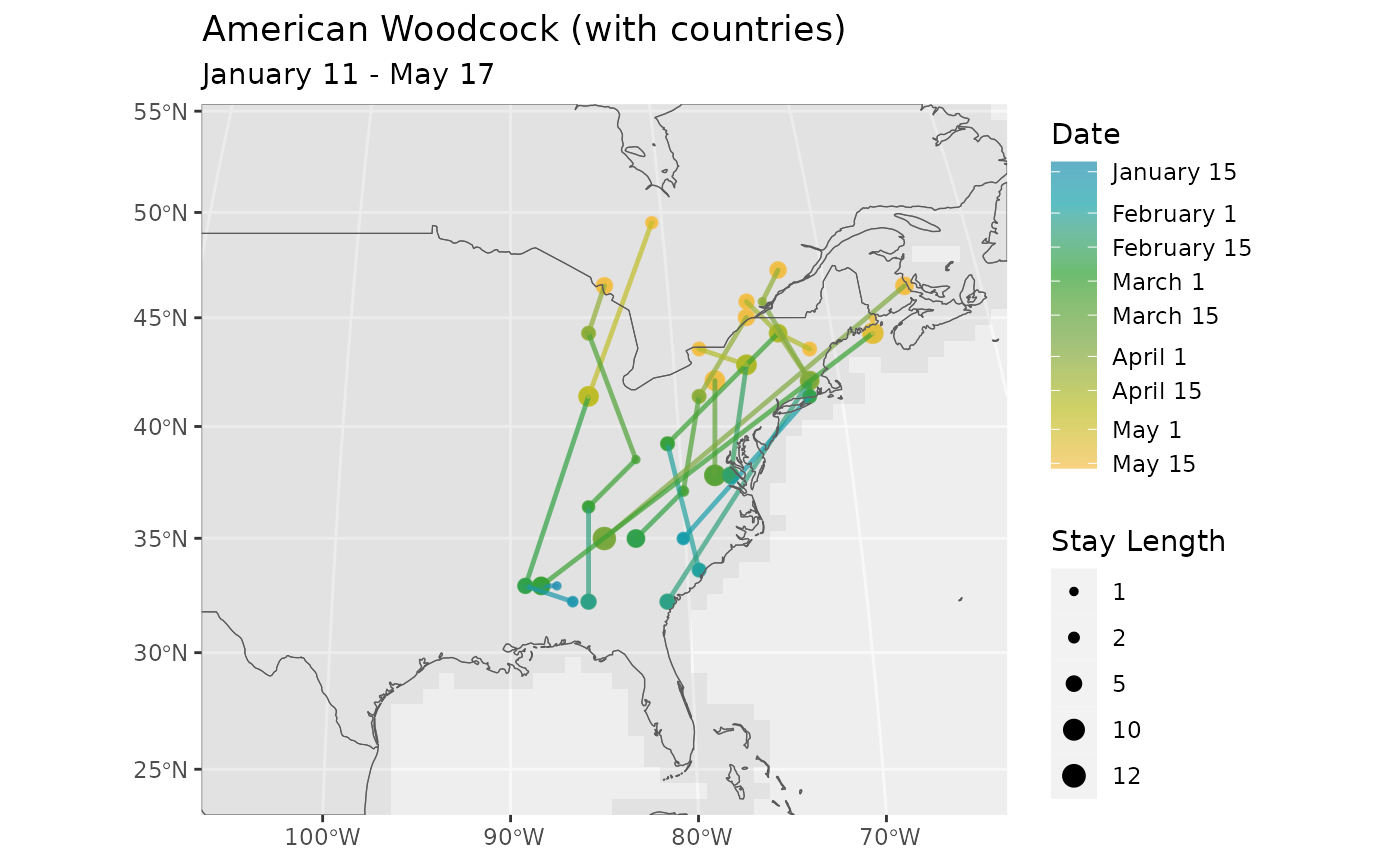 American Woodcock (with countries)
January 11 - May 17
55°N
50°N
45°N
40°N
35°N
30°N
25°N
100°W
90°W
80°W
70°W
Date
January 15
February 1
February 15
March 1
March 15
April 1
April 15
May 1
May 15
Stay Length
1
2
5
10
12